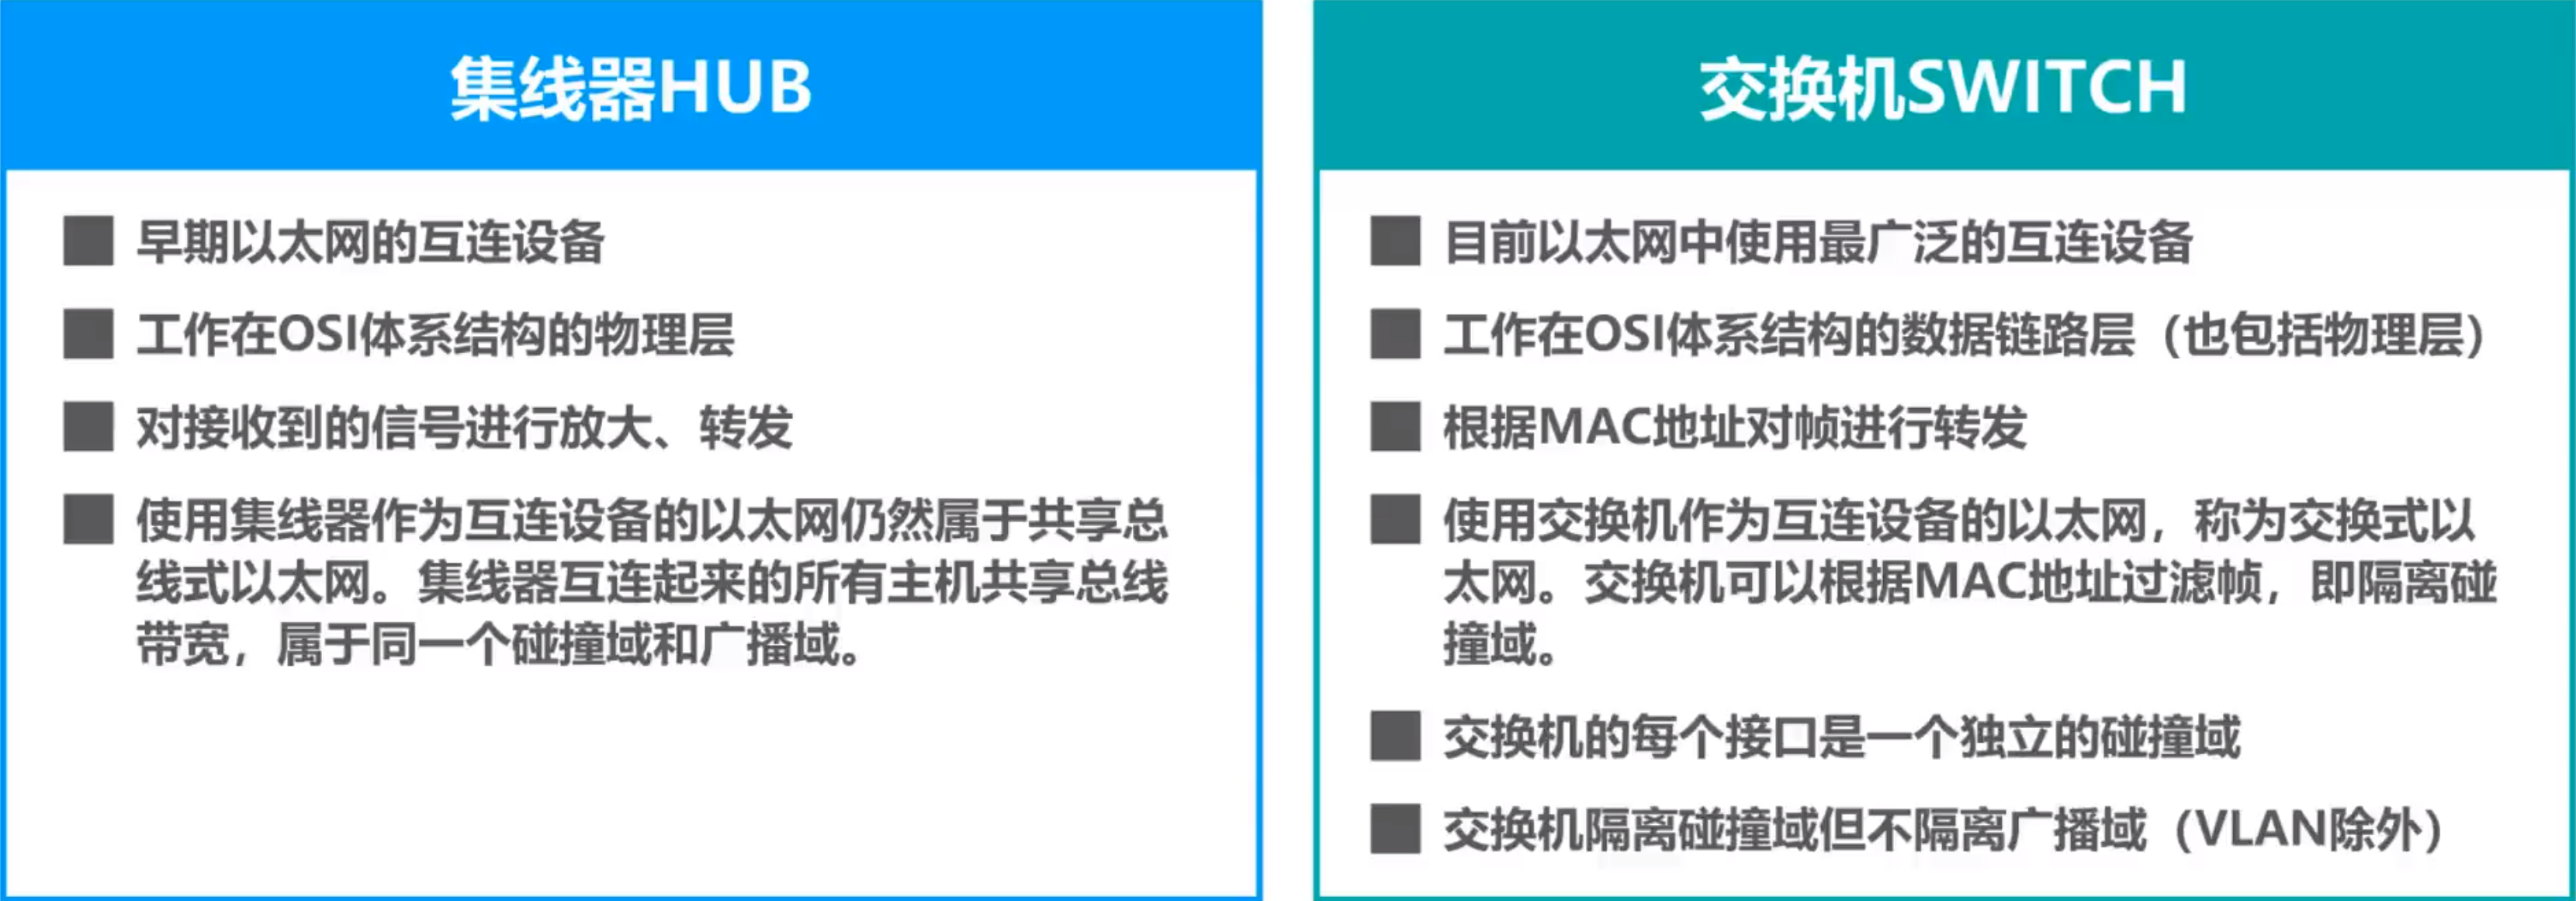 集线器HUB
早期以太网的互连设备
工作在OSI体系结构的物理层
对接收到的信号进行放大、转发
使用集线器作为互连设备的以太网仍然属于共享总
线式以太网。集线器互连起来的所有主机共享总线
带宽，属于同一个碰撞域和广播域。
交换机SWITCH
目前以太网中使用最广泛的互连设备
工作在OSI体系结构的数据链路层（也包括物理层）
根据MAC地址对帧进行转发
使用交换机作为互连设备的以太网，称为交换式以
太网。交换机可以根据MAC地址过滤帧，即隔离碰
撞域。
交换机的每个接口是一个独立的碰撞域
交换机隔离碰撞域但不隔离广播域（VLAN除外）